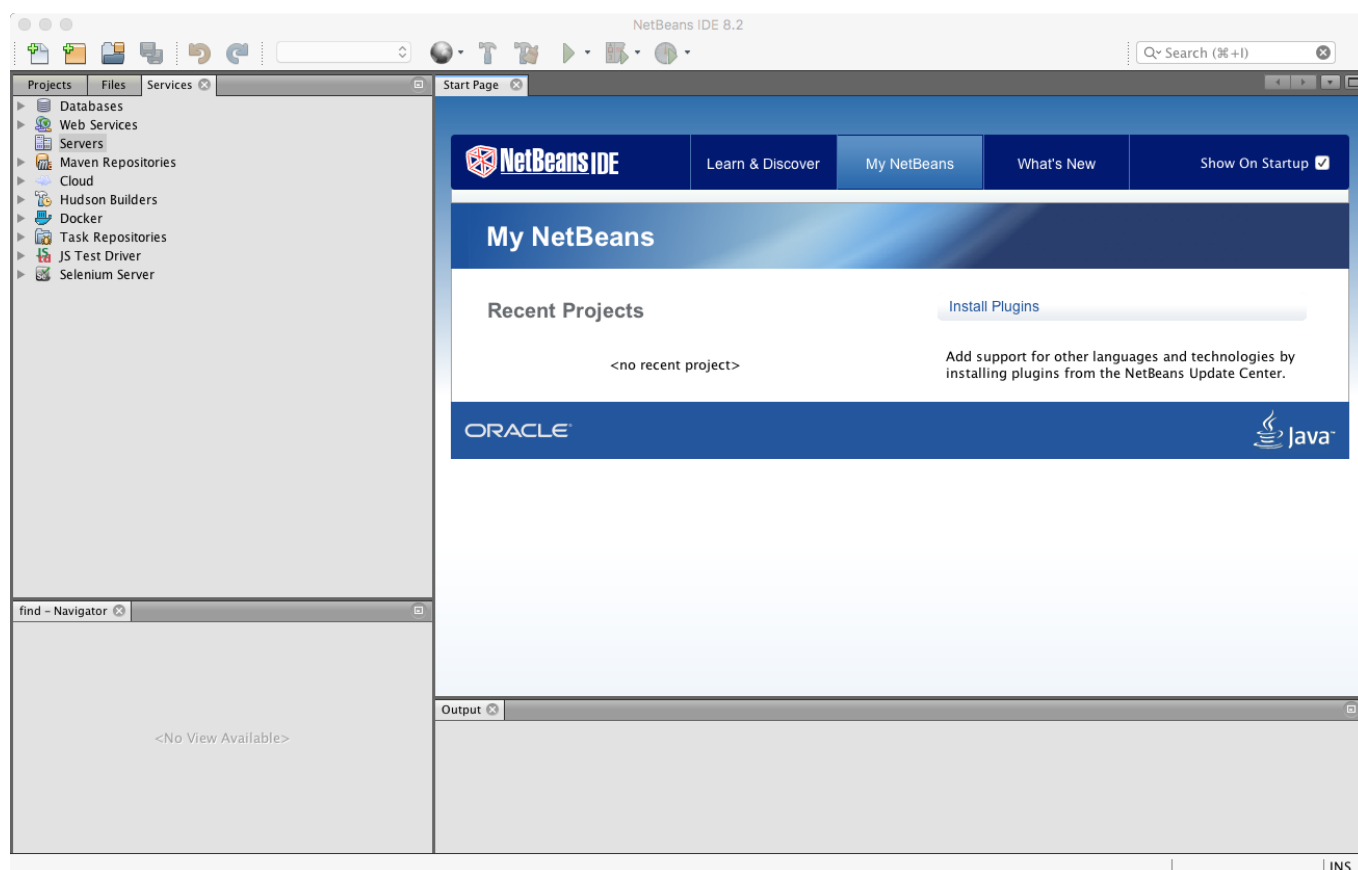 NetBeans IDE 8.2
Search (⌘+I)
Projects Files Services
Databases
Web Services
Servers
Maven Repositories
Cloud
Hudson Builders
Docker
Task Repositories
JS Test Driver
Selenium Server
find – Navigator
<No View Available>
Start Page
NetBeans IDE Learn & Discover My NetBeans What's New Show On Startup
My NetBeans
Recent Projects
<no recent project>
Install Plugins
Add support for other languages and technologies by
installing plugins from the NetBeans Update Center.
ORACLE Java
Output
INS